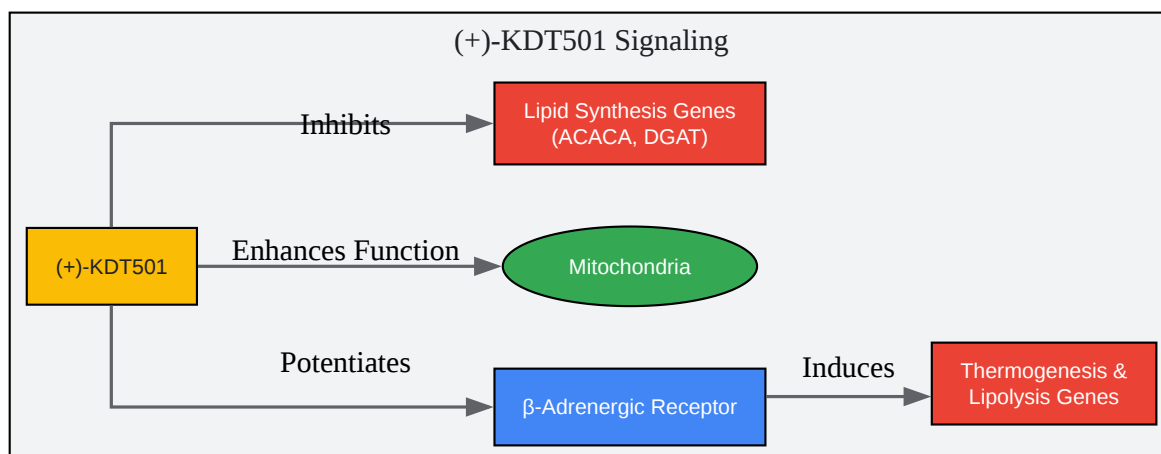 (+)-KDT501 Signaling
Inhibits
Lipid Synthesis Genes
(ACACA, DGAT)
(+)-KDT501
Enhances Function
Mitochondria
Potentiates
β-Adrenergic Receptor
Induces
Thermogenesis &
Lipolysis Genes